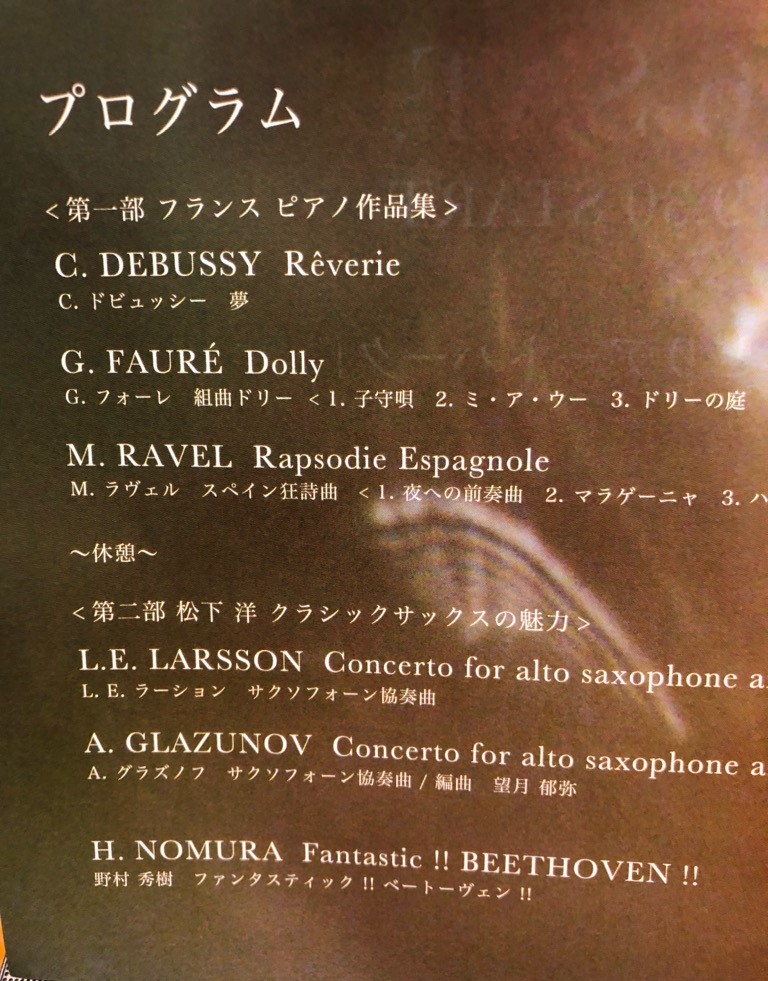 プログラム
<第一部 フランス ピアノ作品集>
C. DEBUSSY Rêverie
C. ドビュッシー 夢
G. FAURÉ Dolly
G. フォーレ 組曲ドリー <1. 子守唄 2. ミ・ア・ウー 3. ドリーの庭
M. RAVEL Rapsodie Espagnole
M. ラヴェル スペイン狂詩曲 <1. 夜への前奏曲 2. マラゲーニャ 3. ハ
〜休憩〜
<第二部 松下 洋 クラシックサックスの魅力>
L.E. LARSSON Concerto for alto saxophone a
L. E. ラーション サクソフォーン協奏曲
A. GLAZUNOV Concerto for alto saxophone a
A. グラズノフ サクソフォーン協奏曲 / 編曲 望月 郁弥
H. NOMURA Fantastic !! BEETHOVEN !!
野村 秀樹 ファンタスティック !! ベートーヴェン !!